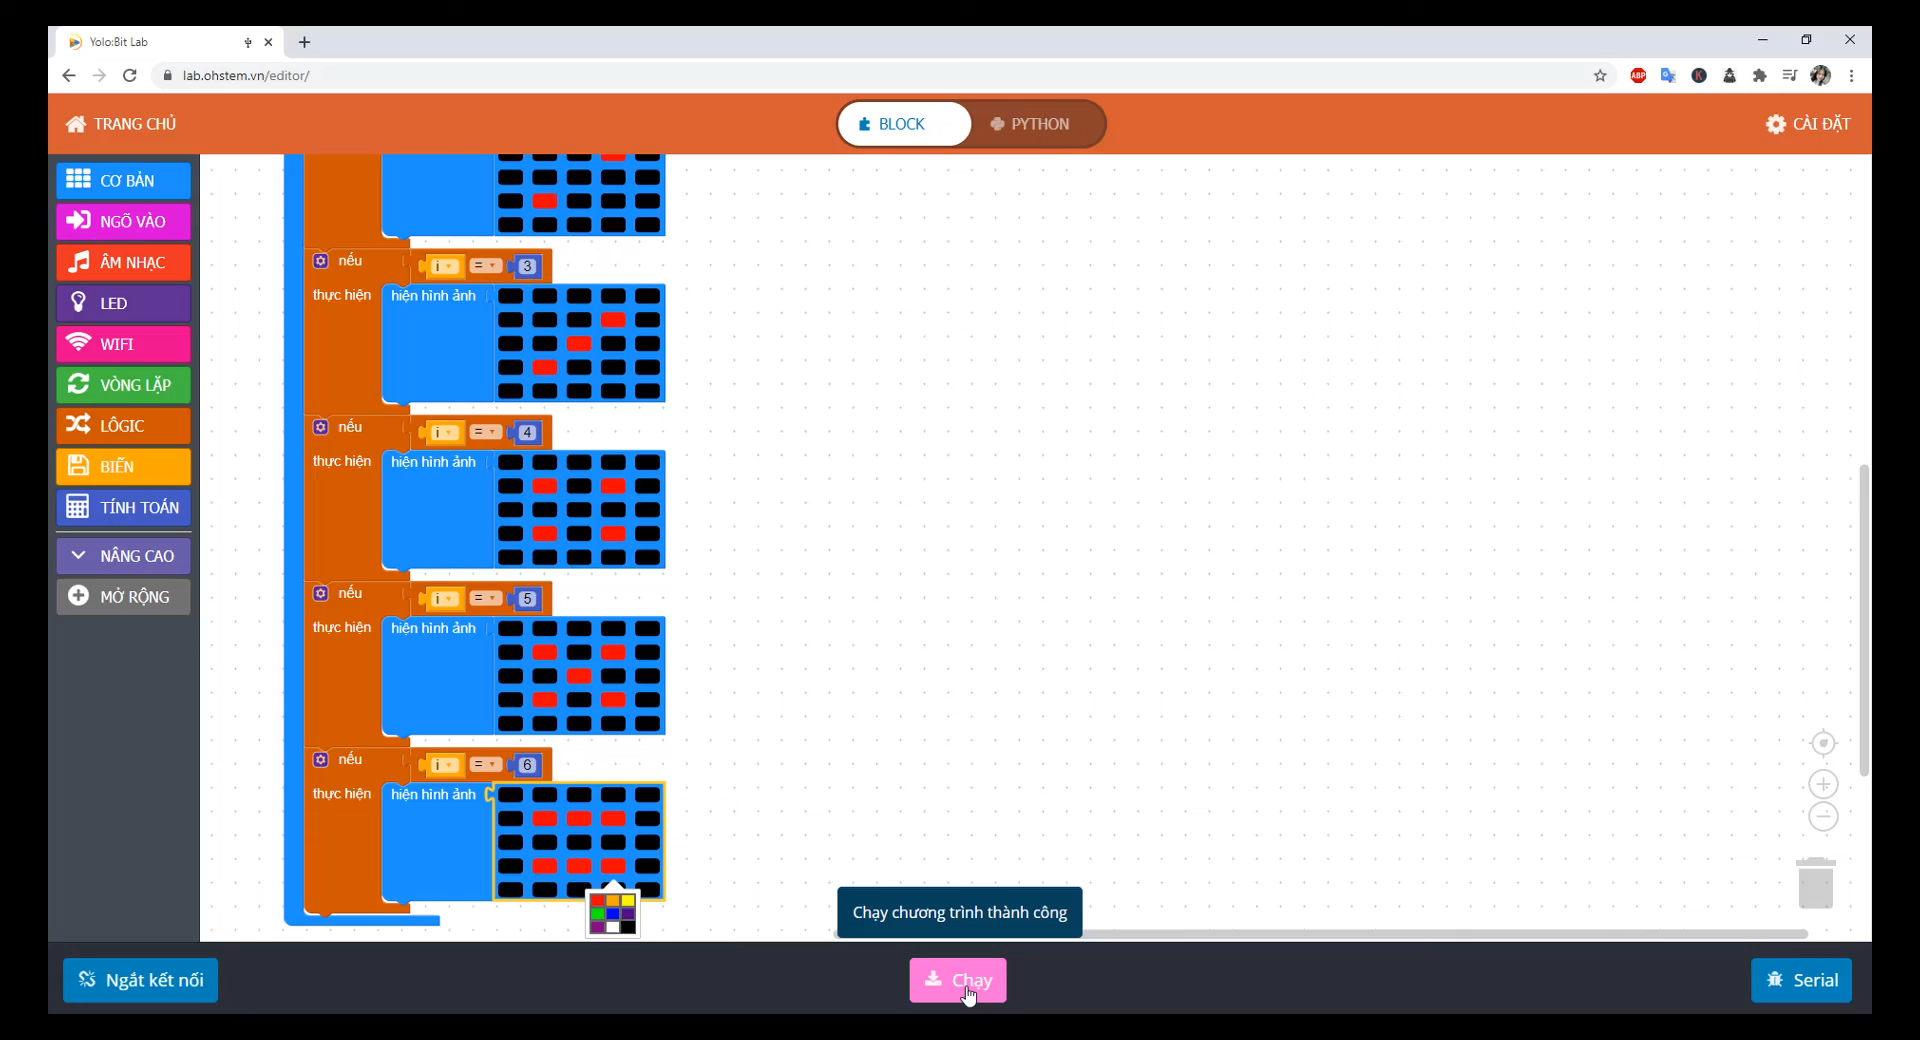 Yolo:Bit Lab
lab.ohstem.vn/editor/
ABP
K
TRANG CHỦ
BLOCK
PYTHON
CÀI ĐẶT
CƠ BẢN
NGÕ VÀO
ÂM NHẠC
LED
WIFI
VÒNG LẶP
LÔGIC
BIẾN
TÍNH TOÁN
NÂNG CAO
MỞ RỘNG
nếu i = 3
thực hiện hiện hình ảnh
nếu i = 4
thực hiện hiện hình ảnh
nếu i = 5
thực hiện hiện hình ảnh
nếu i = 6
thực hiện hiện hình ảnh
Chạy chương trình thành công
Ngắt kết nối
Chạy
Serial